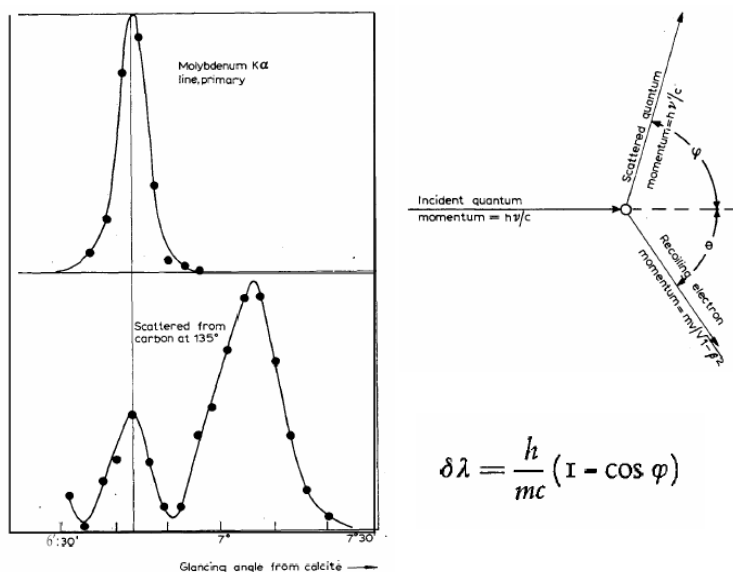 Molybdenum Kα
line, primary
Scattered from
carbon at 135°
6°:30' 7° 7°30'
Glancing angle from calcite
Incident quantum
momentum = hν/c
Scattered quantum
momentum = hν'/c
φ
θ
Recoiling electron
momentum = mv/√1-β²
δλ = h/mc (1 - cos φ)